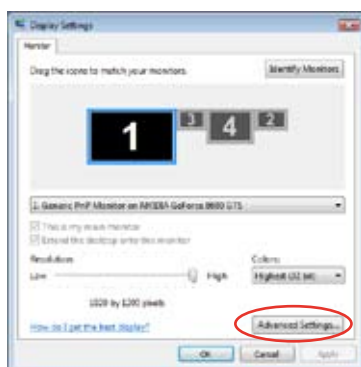 Display Settings
Monitor
Drag the icons to match your monitors.
Identify Monitors
1
3
4
2
1. Generic PnP Monitor on NVIDIA GeForce 8600 GTS
This is my main monitor
Extend the desktop onto this monitor
Resolution:
Colors:
Low
High
Highest (32 bit)
1920 by 1200 pixels
How do I get the best display?
Advanced Settings...
OK
Cancel
Apply